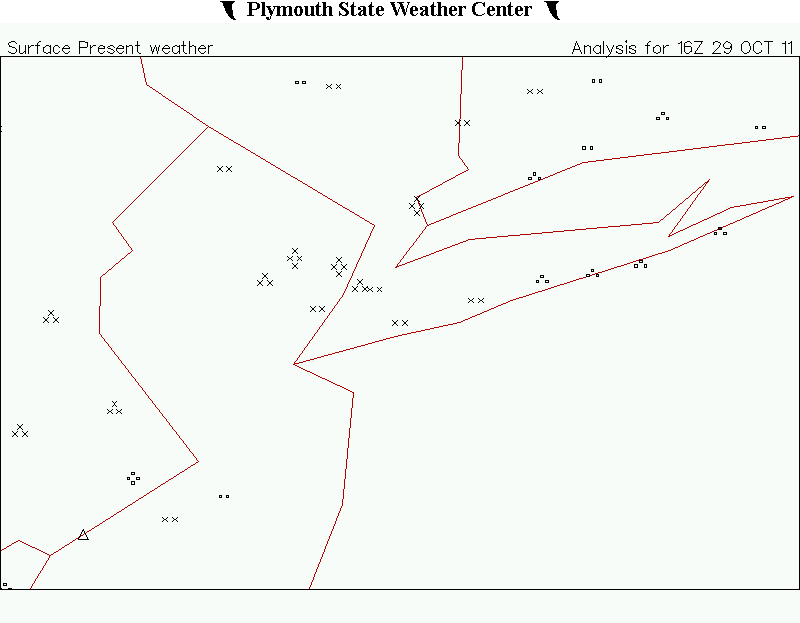 Plymouth State Weather Center
Surface Present weather
Analysis for 16Z 29 OCT 11